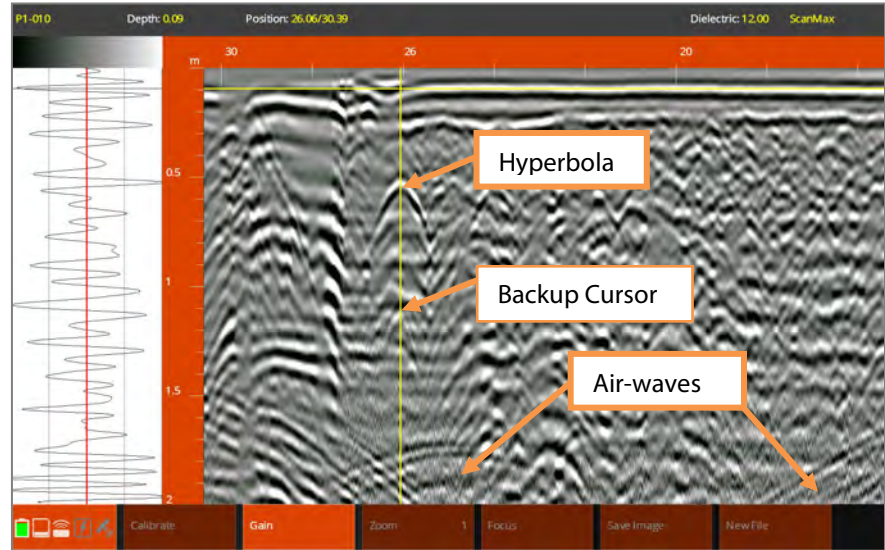 P1-010 Depth: 0.09 Position: 26.06/30.39 Dielectric: 12.00 ScanMax
m 30 26 20
0.5
1
1.5
2
Hyperbola
Backup Cursor
Air-waves
Calibrate Gain Zoom 1 Focus Save Image New File